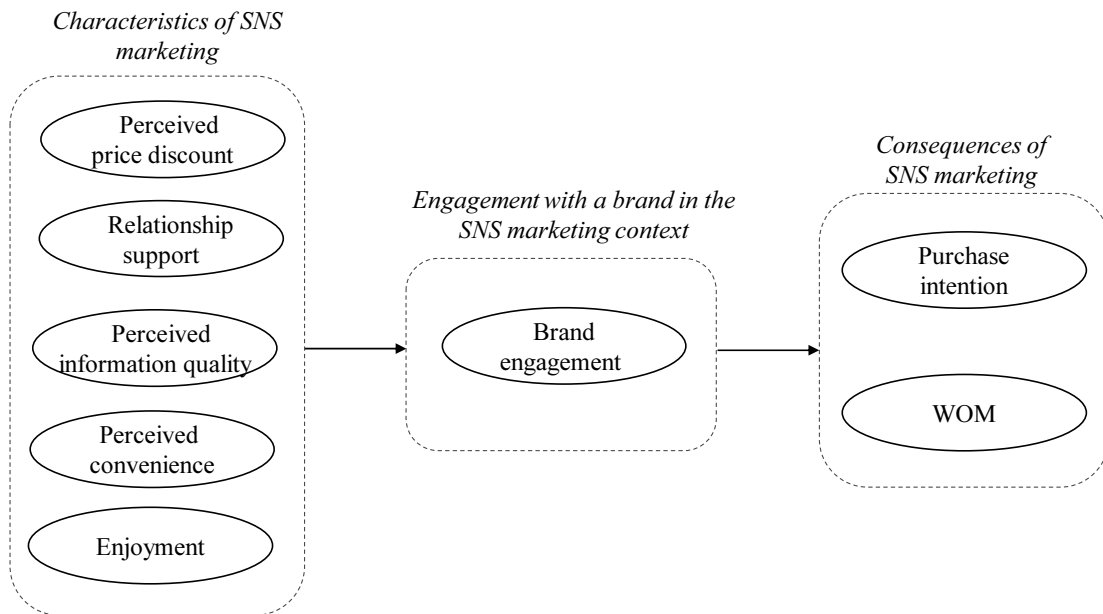 Characteristics of SNS
marketing
Perceived
price discount
Relationship
support
Perceived
information quality
Perceived
convenience
Enjoyment
Engagement with a brand in the
SNS marketing context
Brand
engagement
Consequences of
SNS marketing
Purchase
intention
WOM